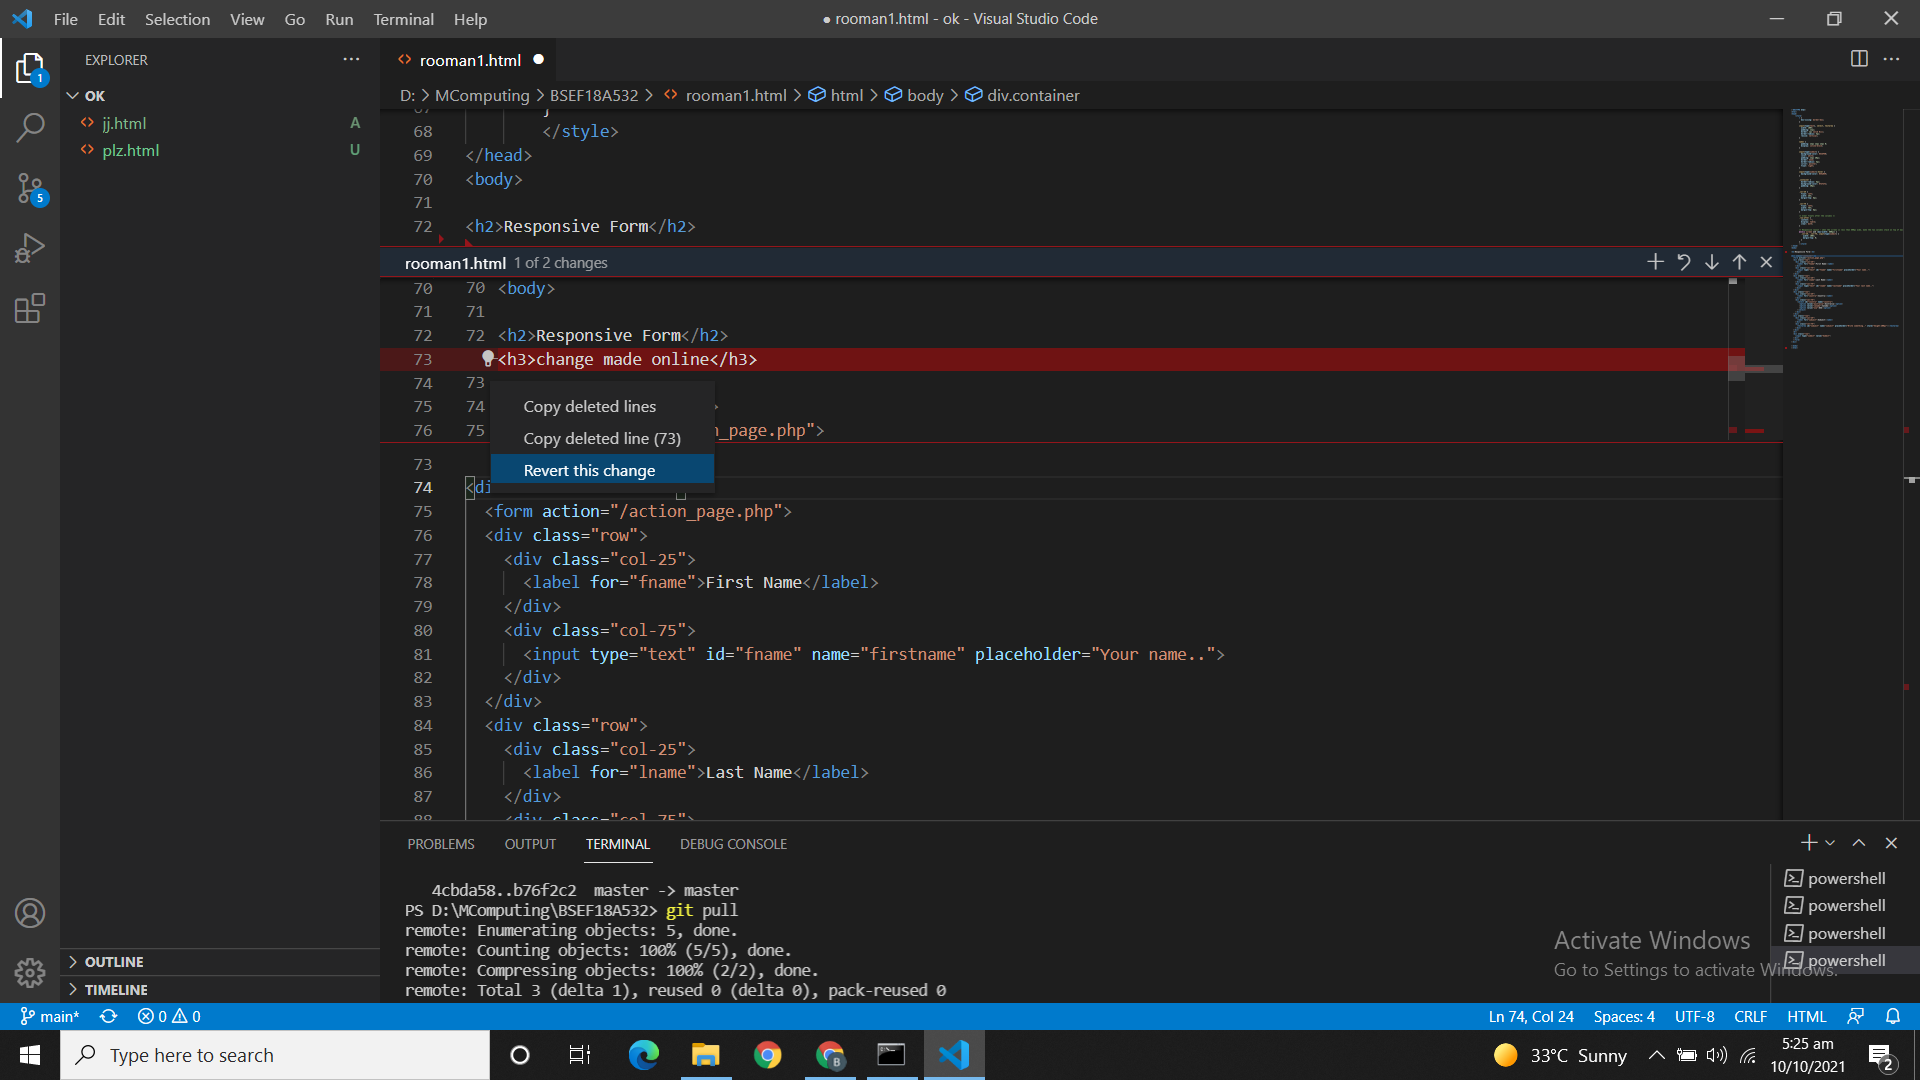 File Edit Selection View Go Run Terminal Help
● rooman1.html - ok - Visual Studio Code
EXPLORER
OK
jj.html A
plz.html U
OUTLINE
TIMELINE
1
5
rooman1.html
D: > MComputing > BSEF18A532 > rooman1.html > html > body > div.container
68 </style>
69 </head>
70 <body>
71
72 <h2>Responsive Form</h2>
rooman1.html 1 of 2 changes
70 70 <body>
71 71
72 72 <h2>Responsive Form</h2>
73 <h3>change made online</h3>
74 73
75 74 >
76 75 _page.php">
Copy deleted lines
Copy deleted line (73)
Revert this change
73
74 <di
75 <form action="/action_page.php">
76 <div class="row">
77 <div class="col-25">
78 <label for="fname">First Name</label>
79 </div>
80 <div class="col-75">
81 <input type="text" id="fname" name="firstname" placeholder="Your name..">
82 </div>
83 </div>
84 <div class="row">
85 <div class="col-25">
86 <label for="lname">Last Name</label>
87 </div>
88 <div class="col-75">
PROBLEMS OUTPUT TERMINAL DEBUG CONSOLE
4cbda58..b76f2c2 master -> master
PS D:\MComputing\BSEF18A532> git pull
remote: Enumerating objects: 5, done.
remote: Counting objects: 100% (5/5), done.
remote: Compressing objects: 100% (2/2), done.
remote: Total 3 (delta 1), reused 0 (delta 0), pack-reused 0
powershell
powershell
powershell
powershell
Activate Windows
Go to Settings to activate Windows.
main* 0 0
Ln 74, Col 24 Spaces: 4 UTF-8 CRLF HTML
Type here to search
B
33°C Sunny
5:25 am
10/10/2021
2